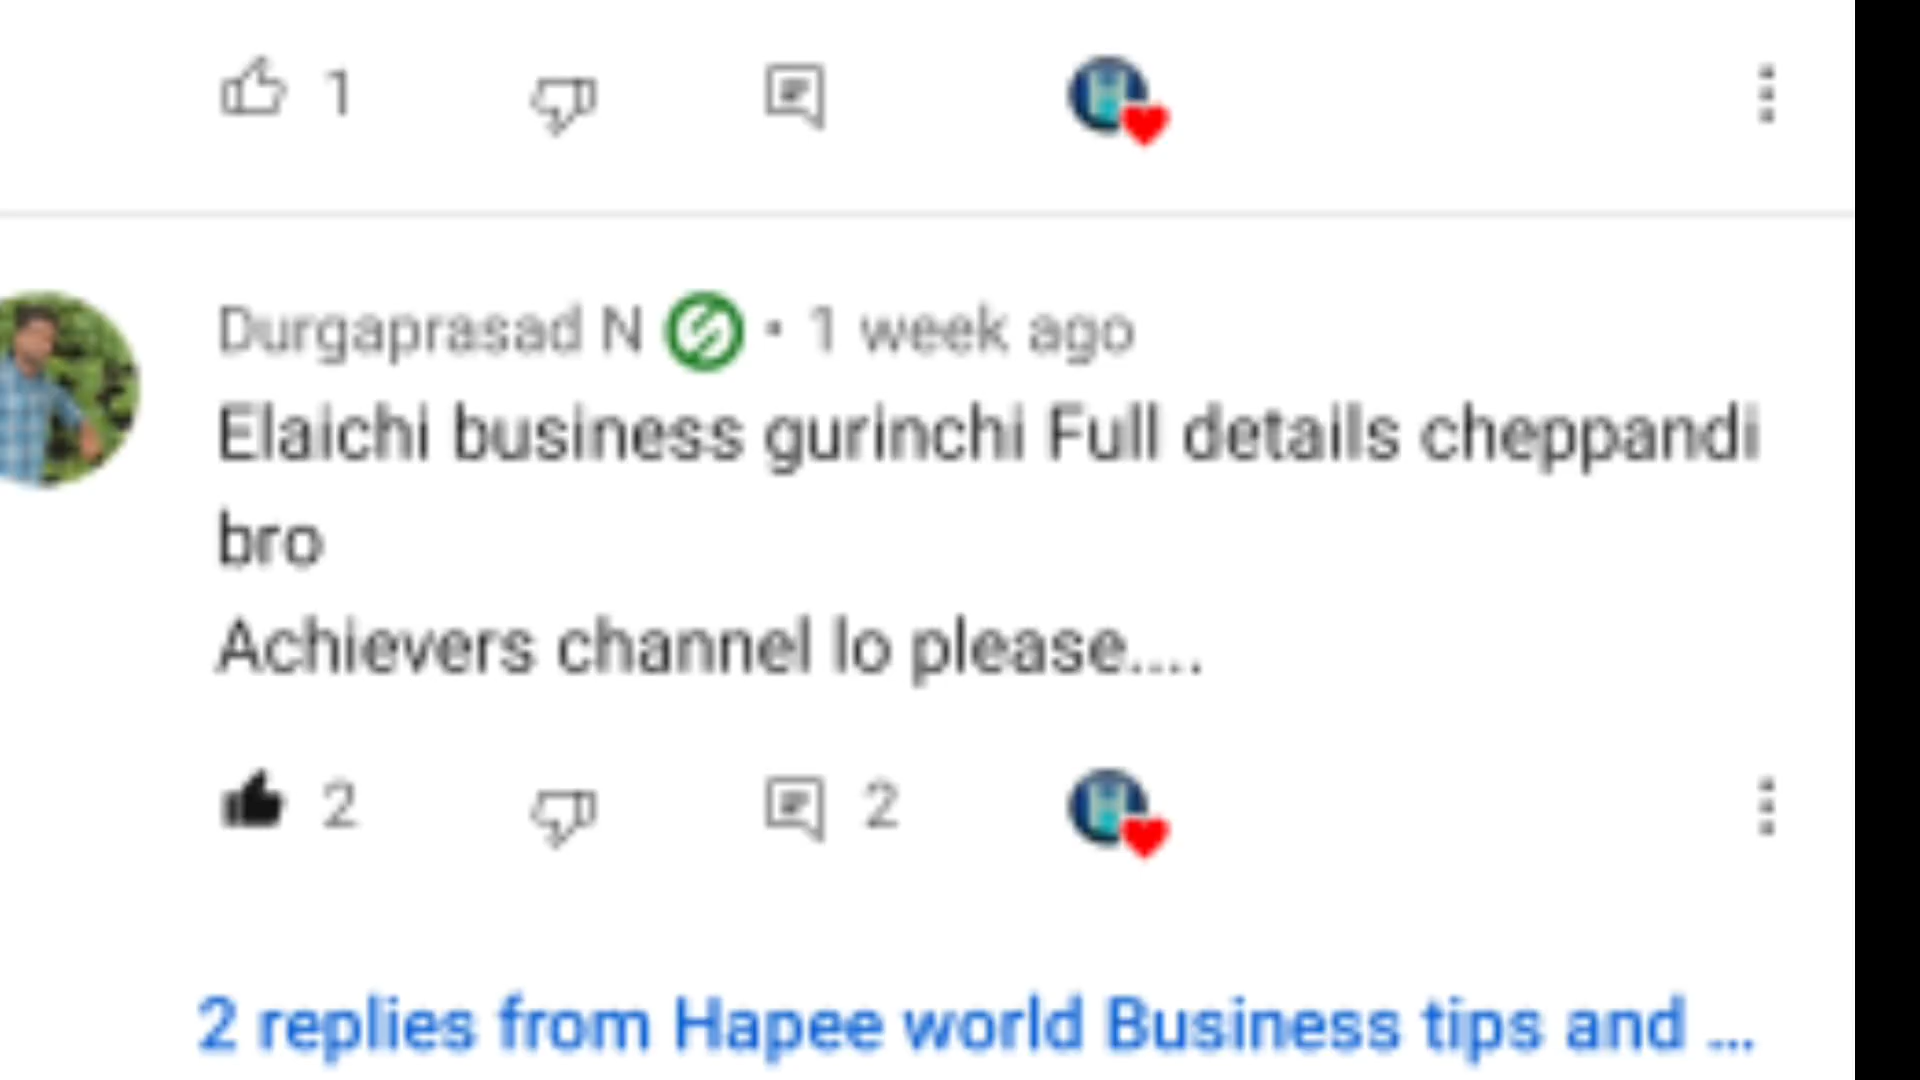 1
Durgaprasad N • 1 week ago
Elaichi business gurinchi Full details cheppandi
bro
Achievers channel lo please....
2 2
2 replies from Hapee world Business tips and ...